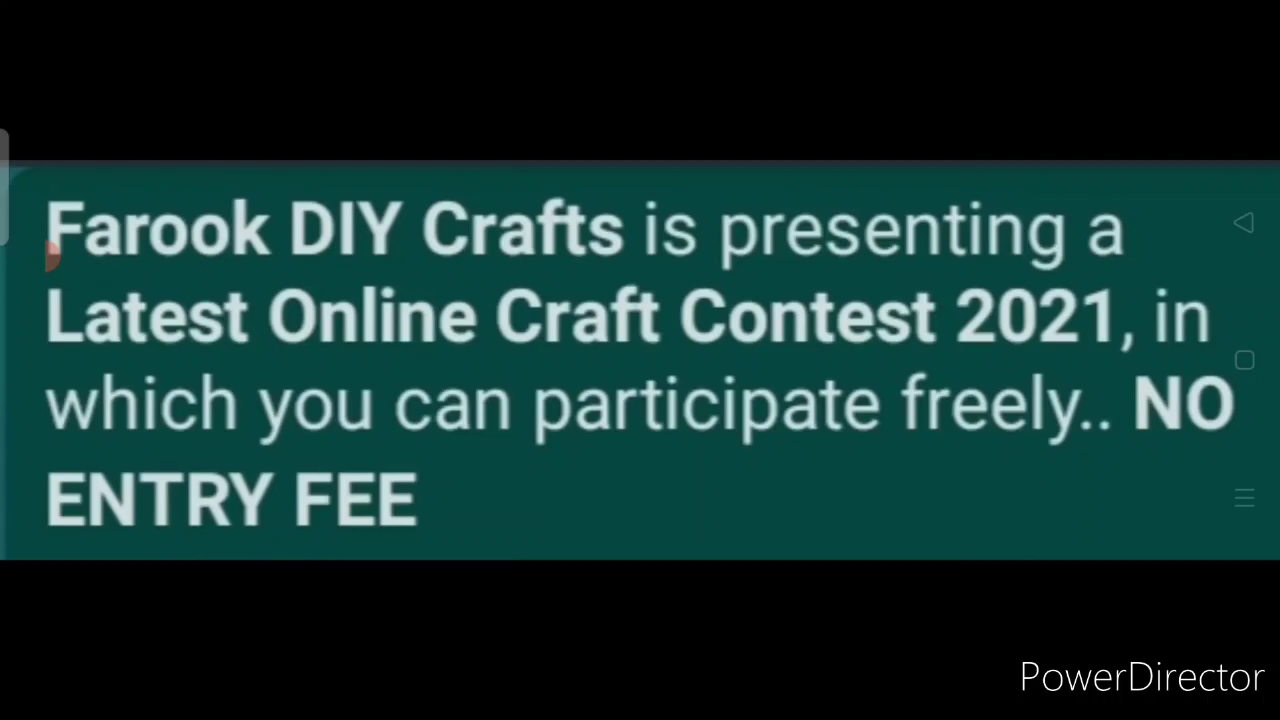 Farook DIY Crafts is presenting a
Latest Online Craft Contest 2021, in
which you can participate freely.. NO
ENTRY FEE
PowerDirector